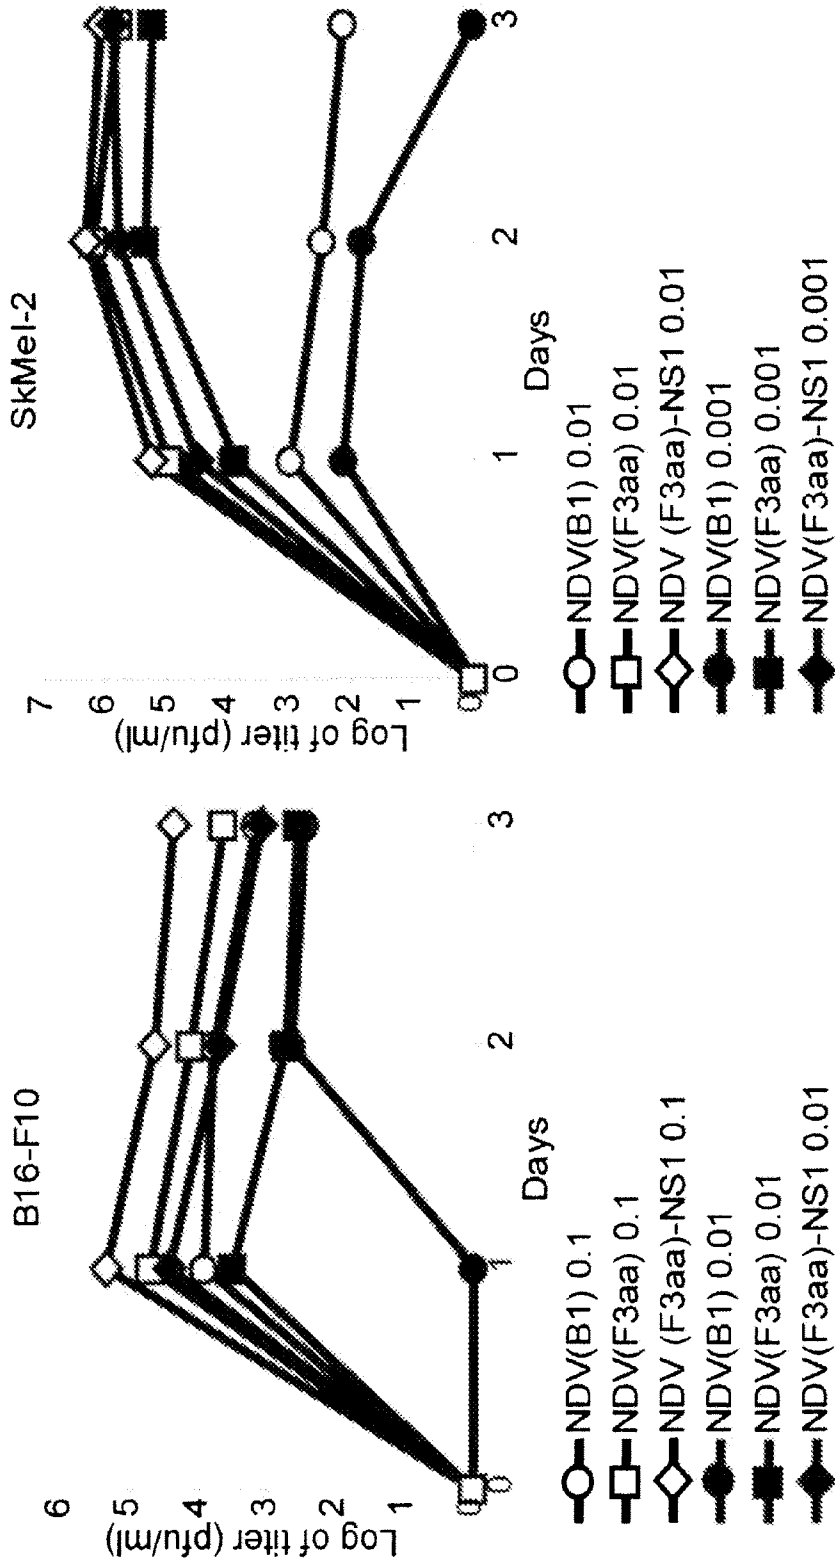 B16-F10
Log of titer (pfu/ml)
6
5
4
3
2
1
0
0
1
2
3
Days
NDV(B1) 0.1
NDV(F3aa) 0.1
NDV (F3aa)-NS1 0.1
NDV(B1) 0.01
NDV(F3aa) 0.01
NDV(F3aa)-NS1 0.01
SkMel-2
Log of titer (pfu/ml)
7
6
5
4
3
2
1
0
0
1
2
3
Days
NDV(B1) 0.01
NDV(F3aa) 0.01
NDV (F3aa)-NS1 0.01
NDV(B1) 0.001
NDV(F3aa) 0.001
NDV(F3aa)-NS1 0.001